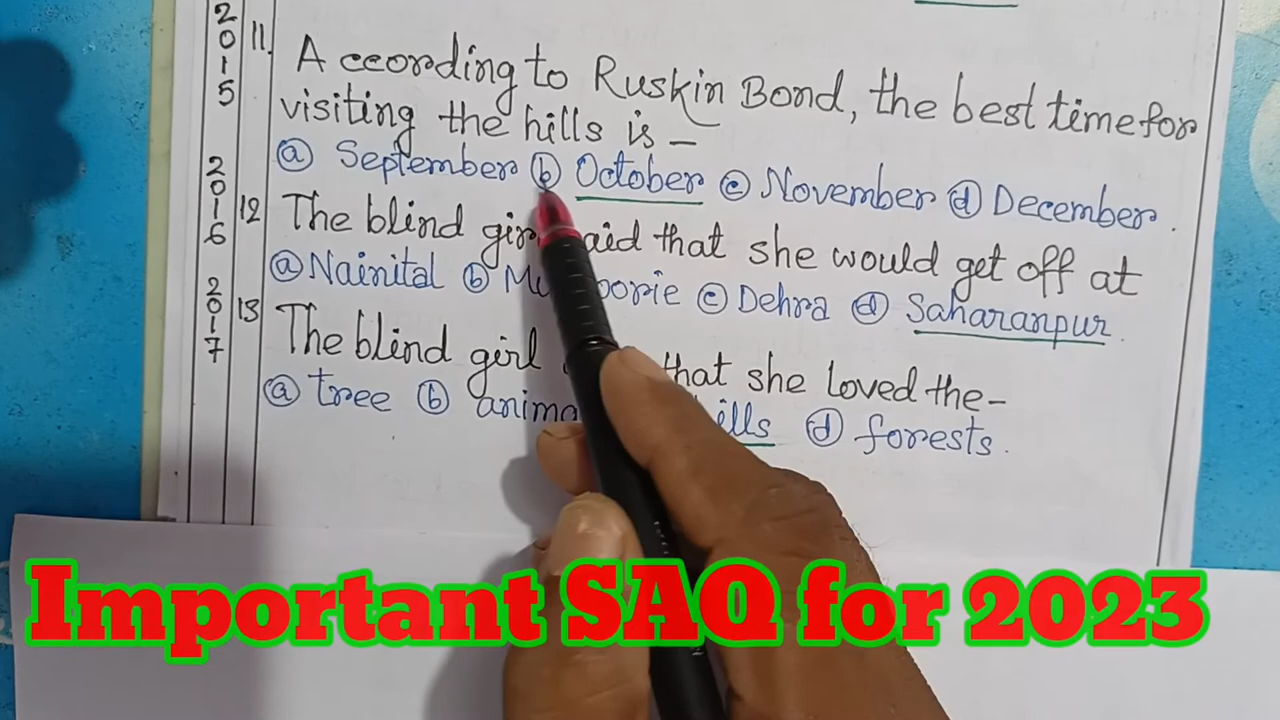 2015 11. According to Ruskin Bond, the best time for
visiting the hills is –
ⓐ September ⓑ October ⓒ November ⓓ December.
2016 12 The blind girl said that she would get off at
ⓐ Nainital ⓑ ⓒ Dehra ⓓ Saharanpur.
2017 13 The blind girl that she loved the-
ⓐ tree ⓑ hills ⓓ forests.
Important SAQ for 2023